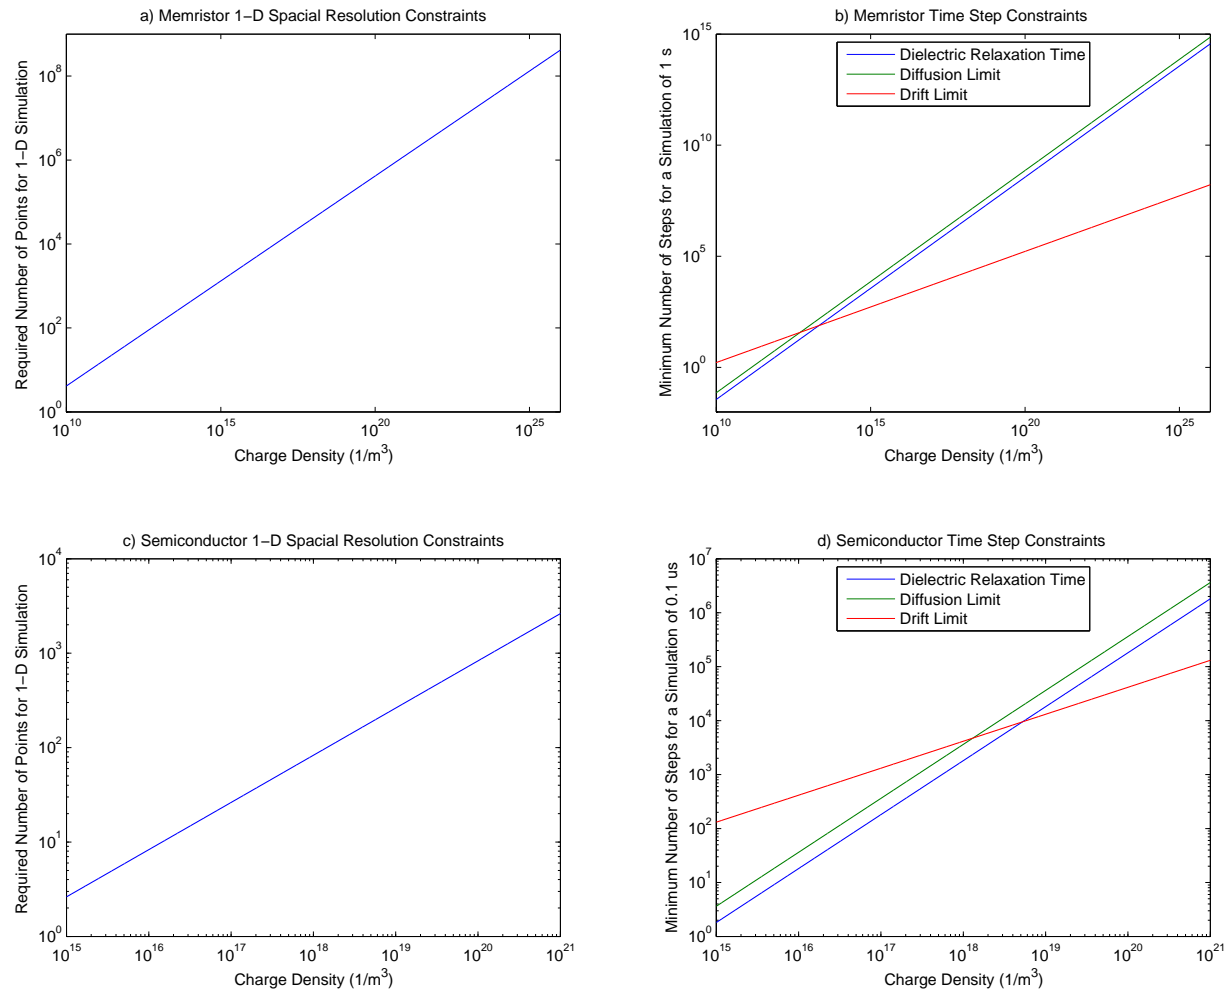 a) Memristor 1−D Spacial Resolution Constraints
Required Number of Points for 1−D Simulation
10^8
10^6
10^4
10^2
10^0
10^10
10^15
10^20
10^25
Charge Density (1/m^3)
b) Memristor Time Step Constraints
Minimum Number of Steps for a Simulation of 1 s
10^15
10^10
10^5
10^0
Dielectric Relaxation Time
Diffusion Limit
Drift Limit
10^10
10^15
10^20
10^25
Charge Density (1/m^3)
c) Semiconductor 1−D Spacial Resolution Constraints
Required Number of Points for 1−D Simulation
10^4
10^3
10^2
10^1
10^0
10^15
10^16
10^17
10^18
10^19
10^20
10^21
Charge Density (1/m^3)
d) Semiconductor Time Step Constraints
Minimum Number of Steps for a Simulation of 0.1 us
10^7
10^6
10^5
10^4
10^3
10^2
10^1
10^0
Dielectric Relaxation Time
Diffusion Limit
Drift Limit
10^15
10^16
10^17
10^18
10^19
10^20
10^21
Charge Density (1/m^3)